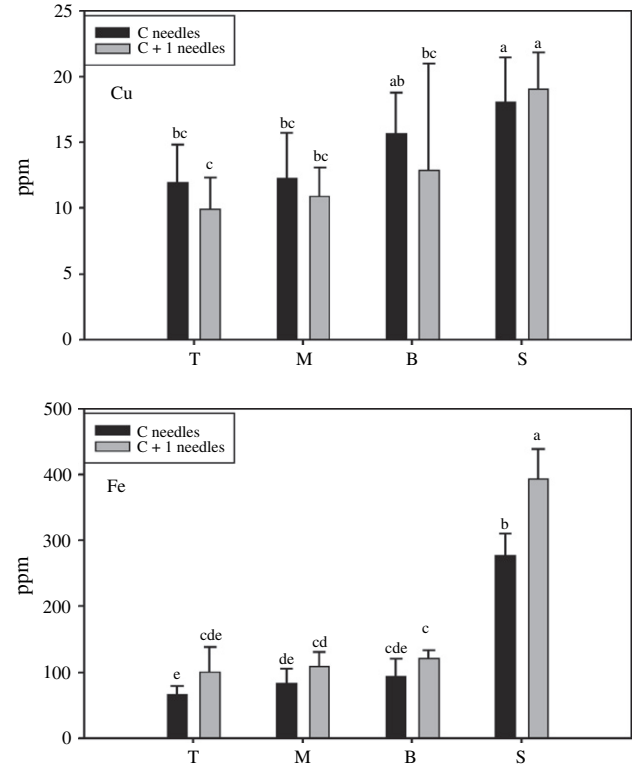 25
C needles
C + 1 needles
a a
bc
ab
20
Cu
bc
bc
bc
c
15
ppm
10
5
0
T M B S
500
C needles
C + 1 needles
a
400
Fe
b
300
ppm
200
cde
cd
c
cde
de
e
100
0
T M B S